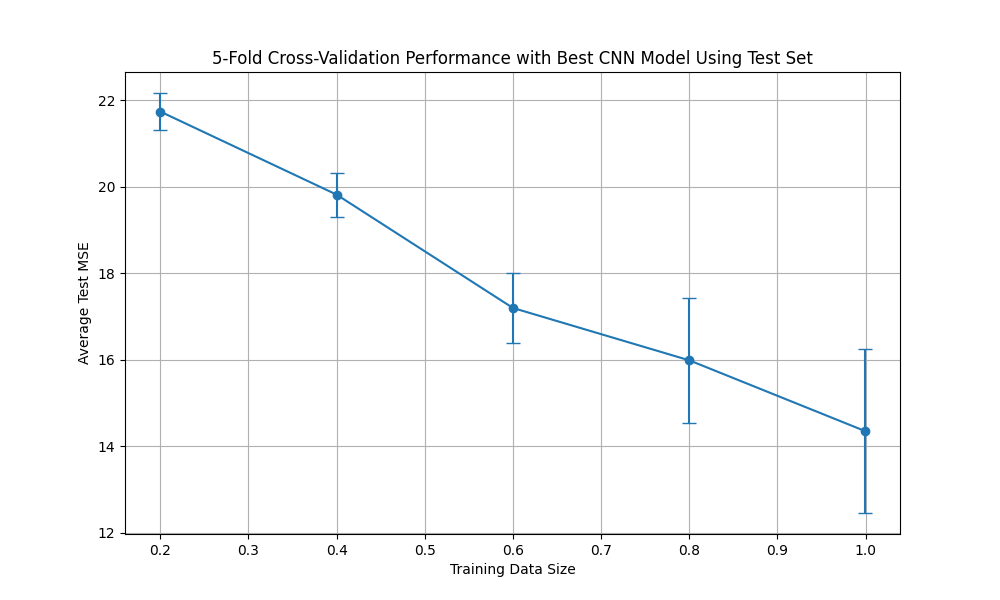 5-Fold Cross-Validation Performance with Best CNN Model Using Test Set
22
20
18
16
14
12
Average Test MSE
0.2 0.3 0.4 0.5 0.6 0.7 0.8 0.9 1.0
Training Data Size